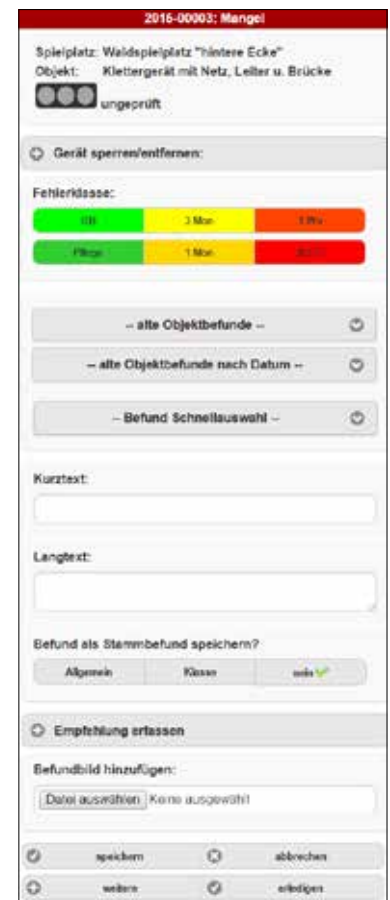 2016-00003: Mangel
Spielplatz: Waldspielplatz "hintere Ecke"
Objekt: Klettergerät mit Netz, Leiter u. Brücke
ungeprüft
Gerät sperren/entfernen:
Fehlerklasse:
3 Mon
Pflege 1 Mon
-- alte Objektbefunde --
-- alte Objektbefunde nach Datum --
-- Befund Schnellauswahl --
Kurztext:
Langtext:
Befund als Stammbefund speichern?
Allgemein Klasse nein
Empfehlung erfassen
Befundbild hinzufügen:
Datei auswählen Keine ausgewählt
speichern abbrechen
weitere erledigen